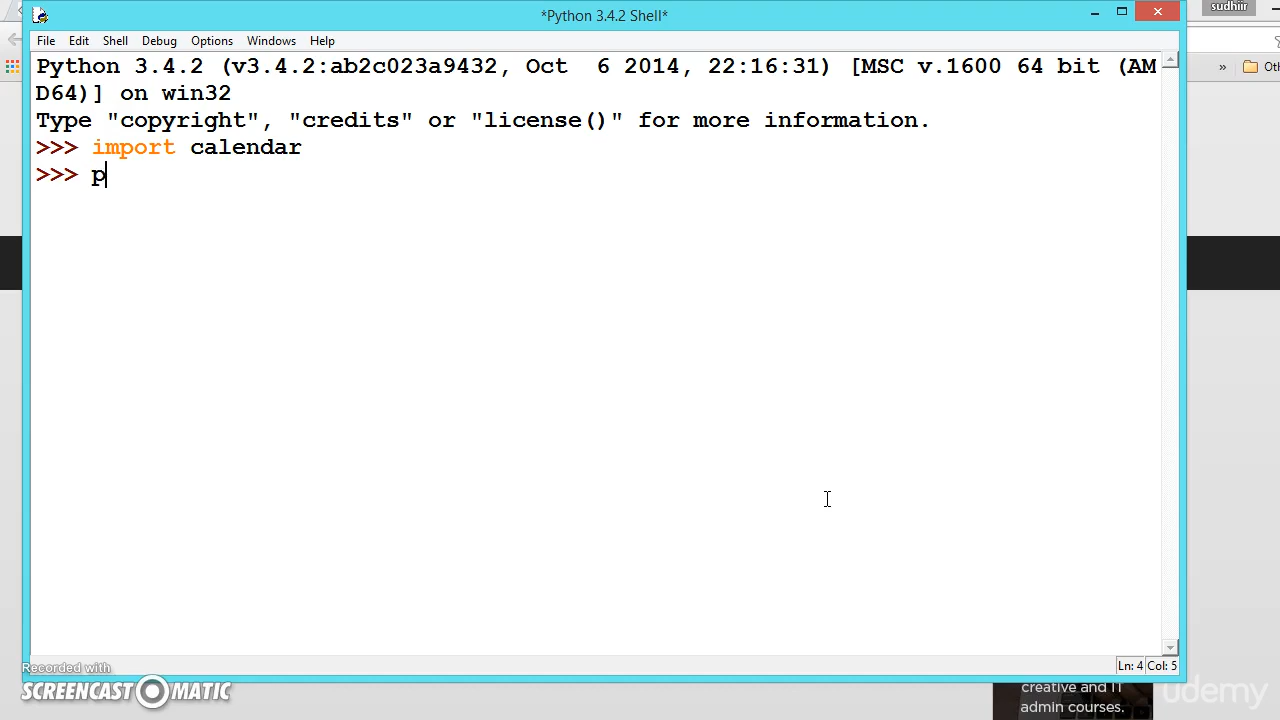 *Python 3.4.2 Shell*
sudhiir
File Edit Shell Debug Options Windows Help
Python 3.4.2 (v3.4.2:ab2c023a9432, Oct  6 2014, 22:16:31) [MSC v.1600 64 bit (AM
D64)] on win32
Type "copyright", "credits" or "license()" for more information.
>>> import calendar
>>> p
» Oth
Ln: 4 Col: 5
Recorded with
SCREENCAST MATIC
creative and IT
admin courses,
udemy